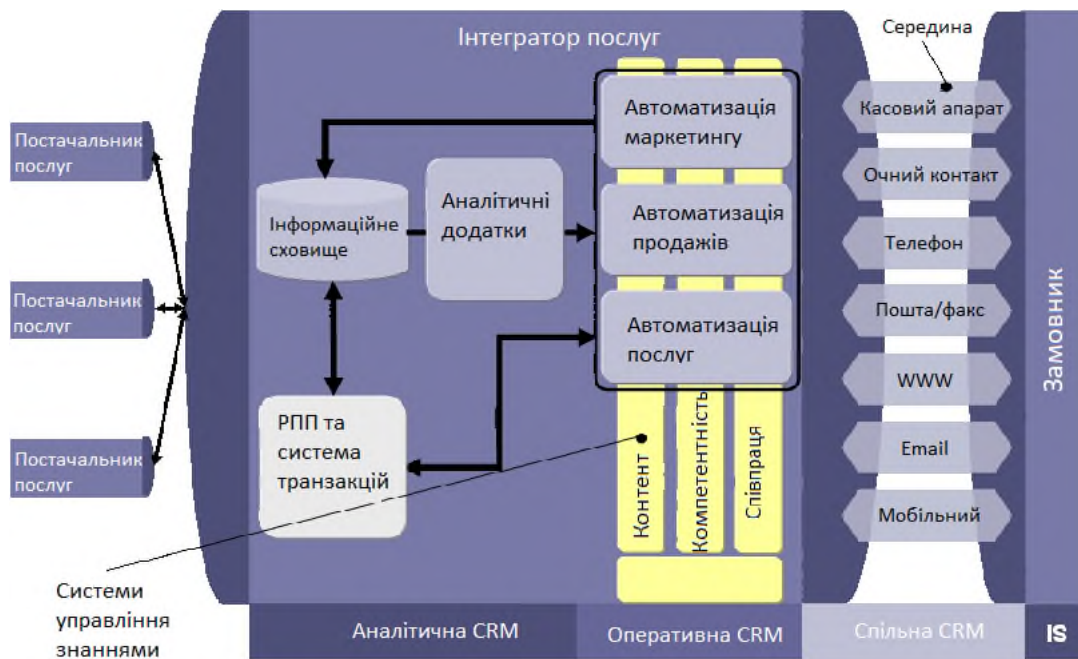 Інтегратор послуг
Середина
Постачальник
послуг
Постачальник
послуг
Постачальник
послуг
Інформаційне
сховище
Аналітичні
додатки
РПП та
система
транзакцій
Автоматизація
маркетингу
Автоматизація
продажів
Автоматизація
послуг
Контент
Компетентність
Співпраця
Касовий апарат
Очний контакт
Телефон
Пошта/факс
WWW
Email
Мобільний
Замовник
Системи
управління
знаннями
Аналітична CRM
Оперативна CRM
Спільна CRM
IS